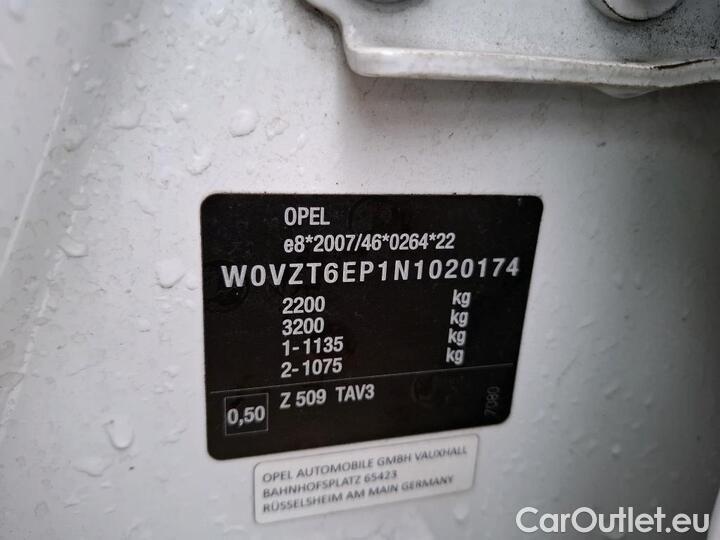 OPEL
e8*2007/46*0264*22
W0VZT6EP1N1020174
2200 kg
3200 kg
1-1135 kg
2-1075 kg
0,50 Z 509 TAV3
7080
OPEL AUTOMOBILE GMBH VAUXHALL
BAHNHOFSPLATZ 65423
RÜSSELSHEIM AM MAIN GERMANY
CarOutlet.eu